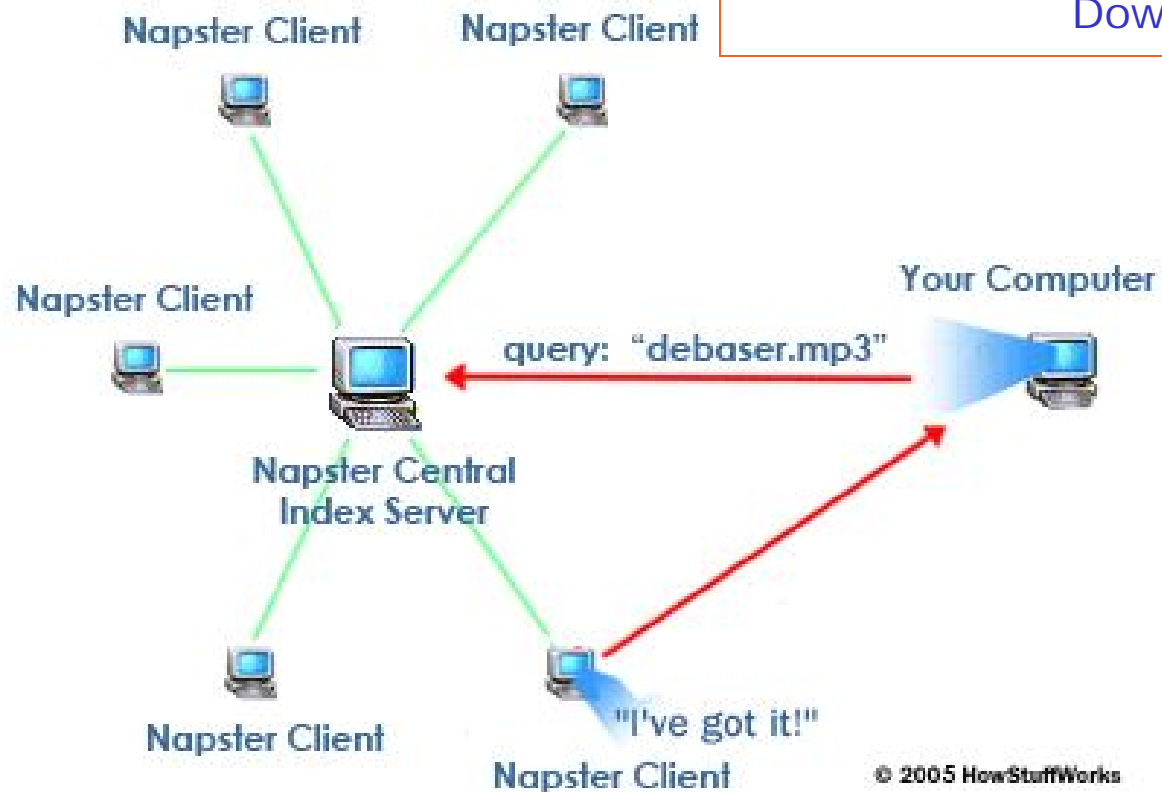 Napster Client
Napster Client
Napster Client
Your Computer
query: "debaser.mp3"
Napster Central
Index Server
"I've got it!"
Napster Client
Napster Client
© 2005 HowStuffWorks